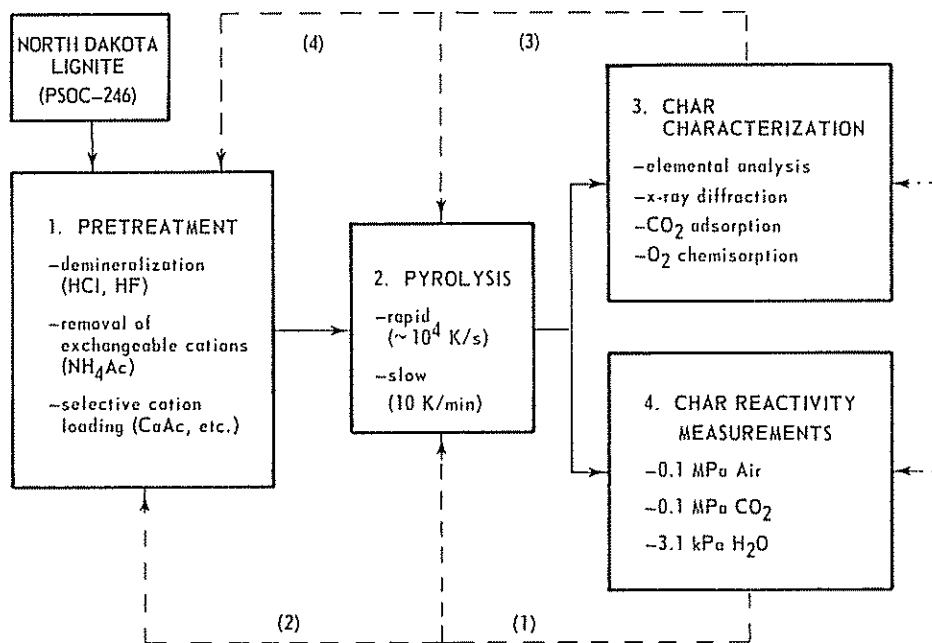 NORTH DAKOTA
LIGNITE
(PSOC-246)
(4)
(3)
1. PRETREATMENT
-demineralization
(HCl, HF)
-removal of
exchangeable cations
(NH4Ac)
-selective cation
loading (CaAc, etc.)
2. PYROLYSIS
-rapid
(~10⁴ K/s)
-slow
(10 K/min)
3. CHAR
CHARACTERIZATION
-elemental analysis
-x-ray diffraction
-CO2 adsorption
-O2 chemisorption
4. CHAR REACTIVITY
MEASUREMENTS
-0.1 MPa Air
-0.1 MPa CO2
-3.1 kPa H2O
(2)
(1)